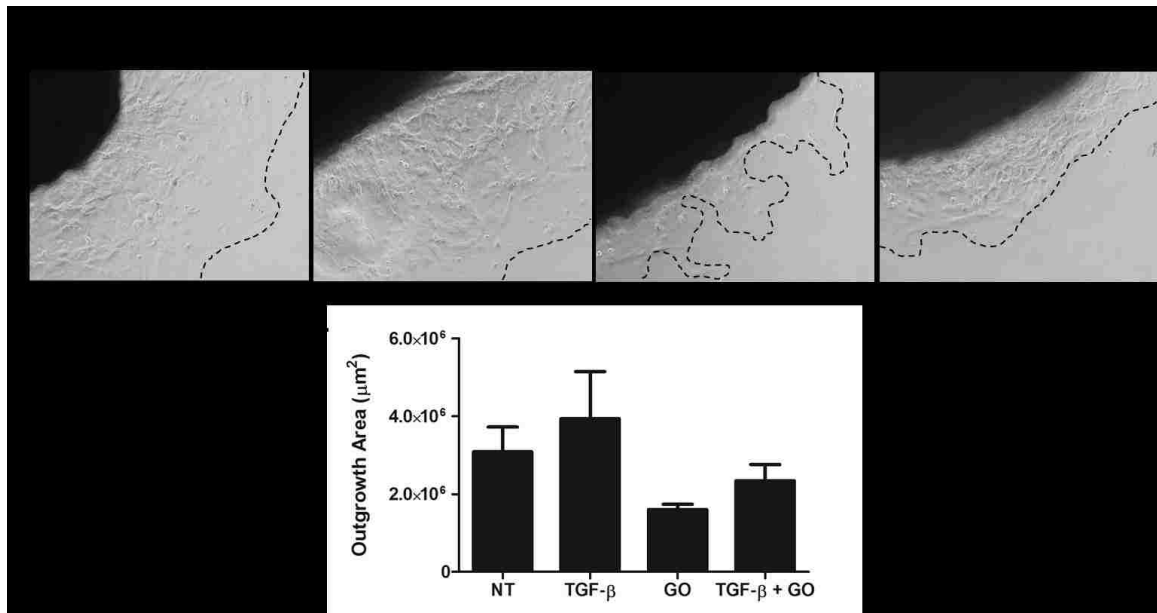 6.0×10⁶
4.0×10⁶
2.0×10⁶
0
Outgrowth Area (μm²)
NT TGF-β GO TGF-β + GO